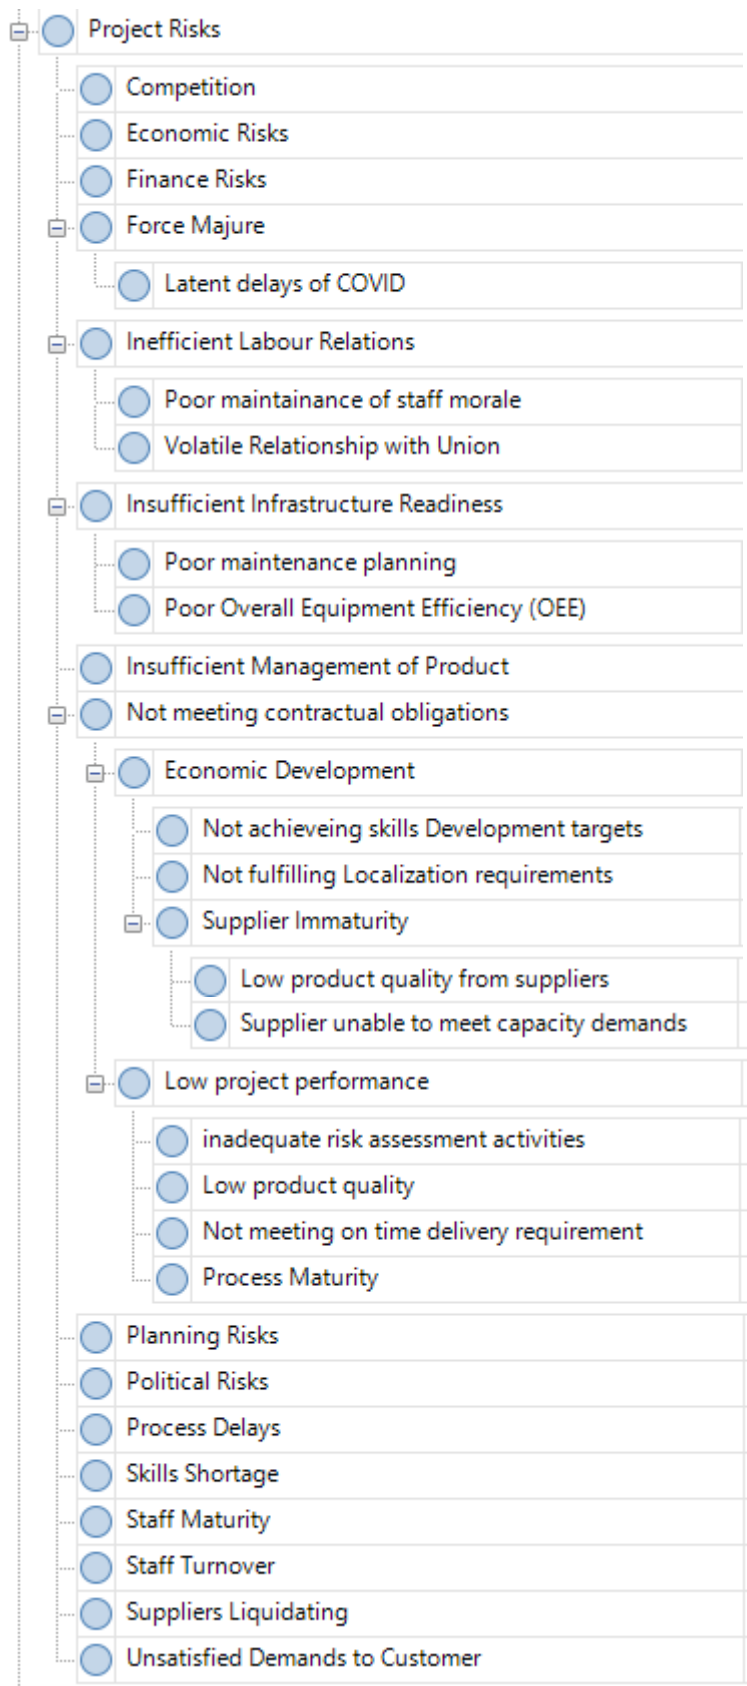 Project Risks
Competition
Economic Risks
Finance Risks
Force Majure
Latent delays of COVID
Inefficient Labour Relations
Poor maintainance of staff morale
Volatile Relationship with Union
Insufficient Infrastructure Readiness
Poor maintenance planning
Poor Overall Equipment Efficiency (OEE)
Insufficient Management of Product
Not meeting contractual obligations
Economic Development
Not achieveing skills Development targets
Not fulfilling Localization requirements
Supplier Immaturity
Low product quality from suppliers
Supplier unable to meet capacity demands
Low project performance
inadequate risk assessment activities
Low product quality
Not meeting on time delivery requirement
Process Maturity
Planning Risks
Political Risks
Process Delays
Skills Shortage
Staff Maturity
Staff Turnover
Suppliers Liquidating
Unsatisfied Demands to Customer